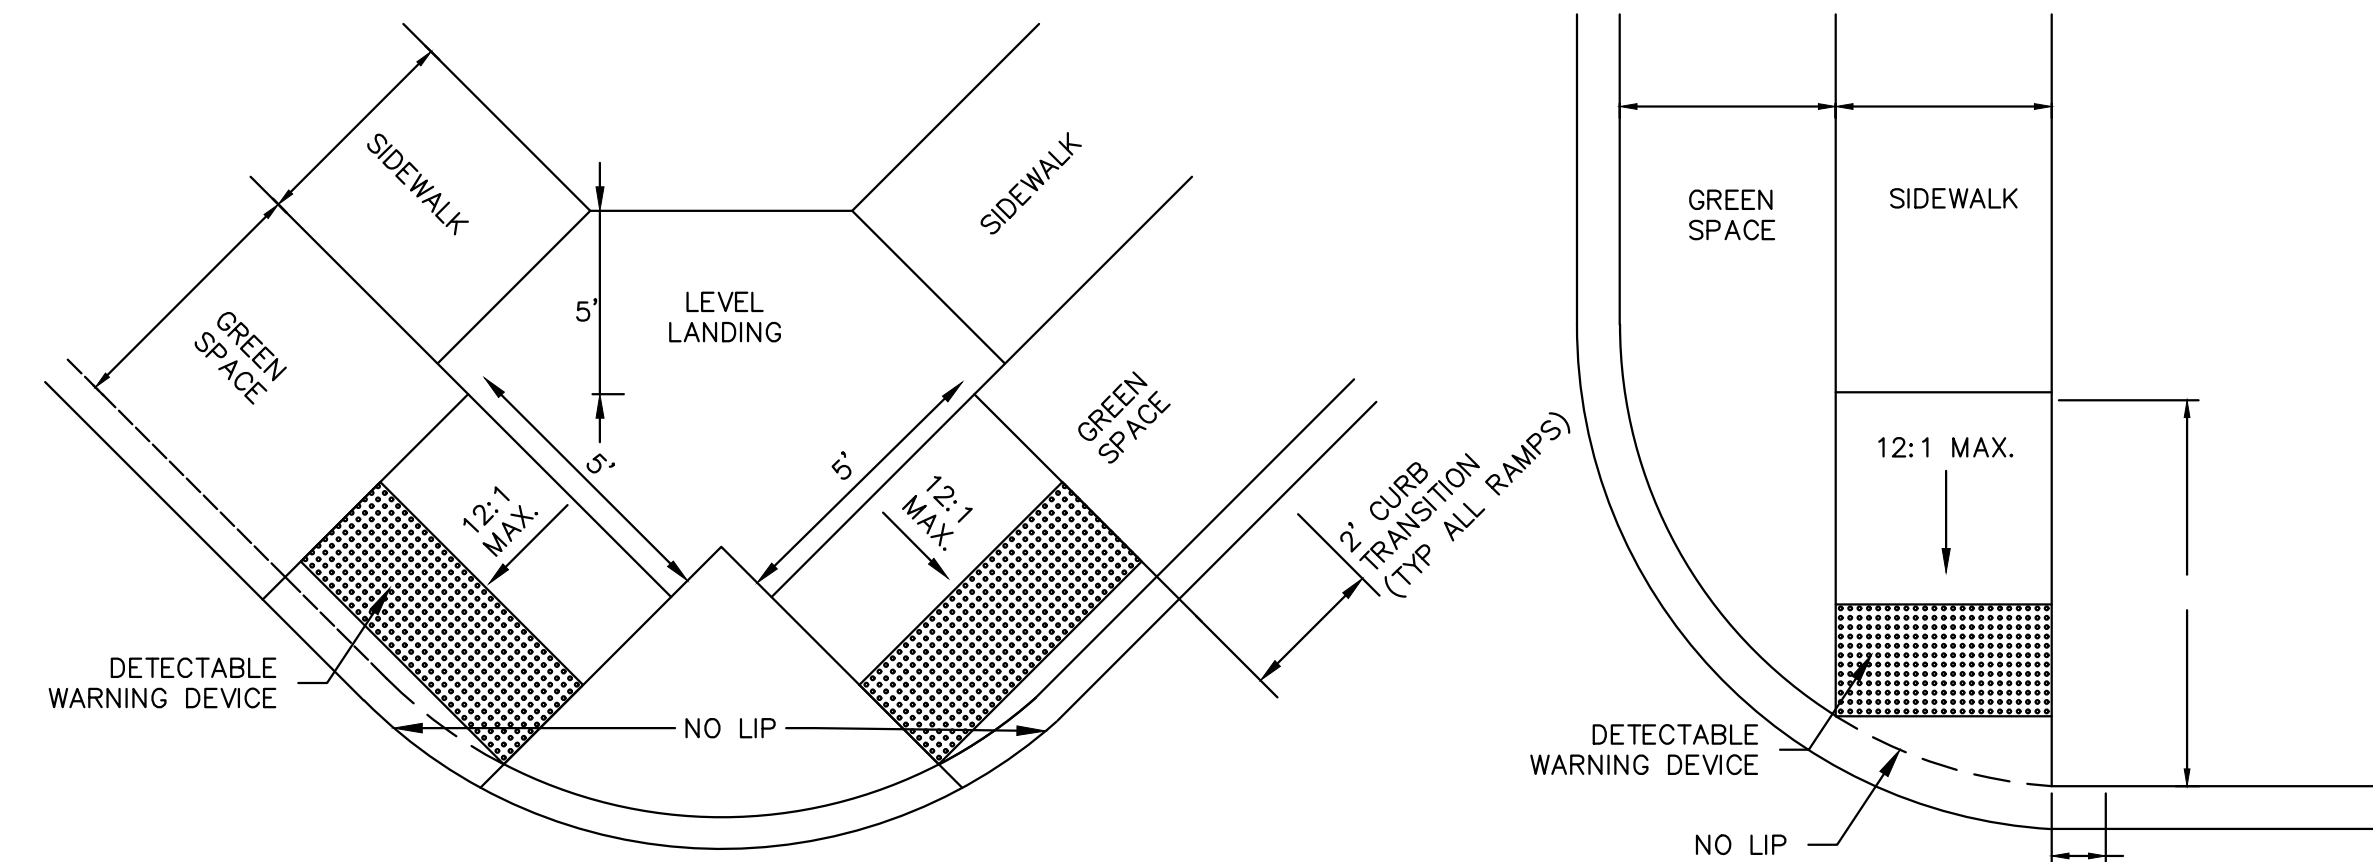 SIDEWALK
GREEN
SPACE
5'
LEVEL
LANDING
SIDEWALK
GREEN
SPACE
5'
5'
12:1
MAX.
12:1
MAX.
2' CURB
TRANSITION
(TYP ALL RAMPS)
DETECTABLE
WARNING DEVICE
NO LIP
GREEN
SPACE
SIDEWALK
12:1 MAX.
DETECTABLE
WARNING DEVICE
NO LIP